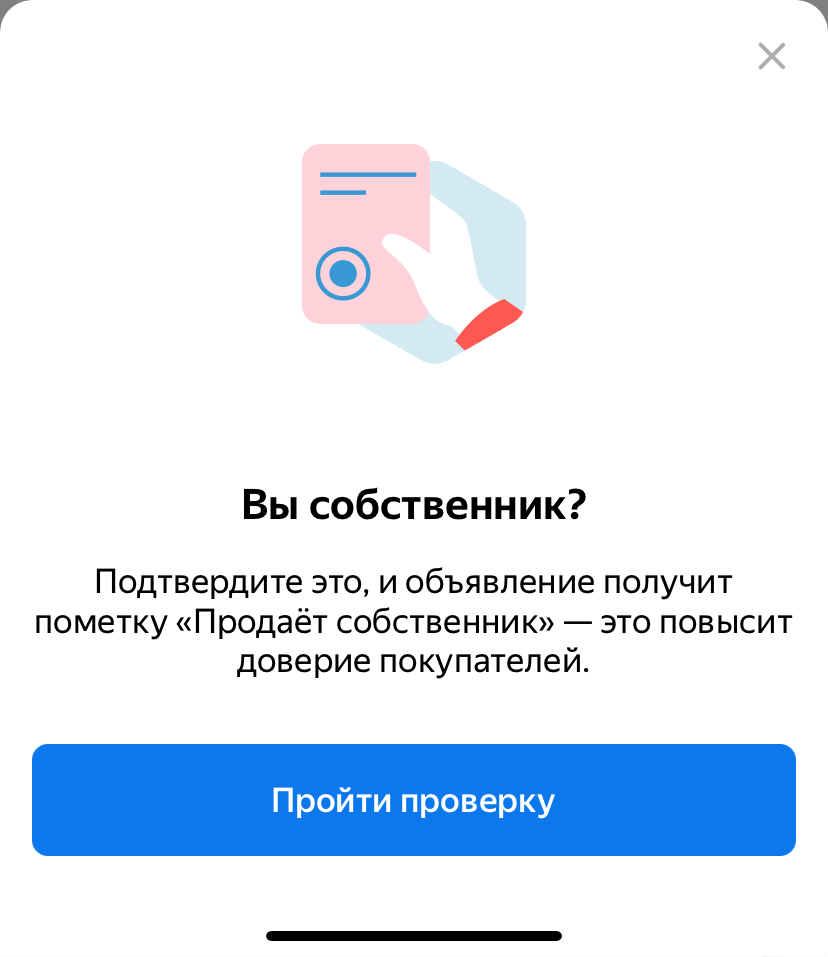 Вы собственник?
Подтвердите это, и объявление получит
пометку «Продаёт собственник» — это повысит
доверие покупателей.
Пройти проверку